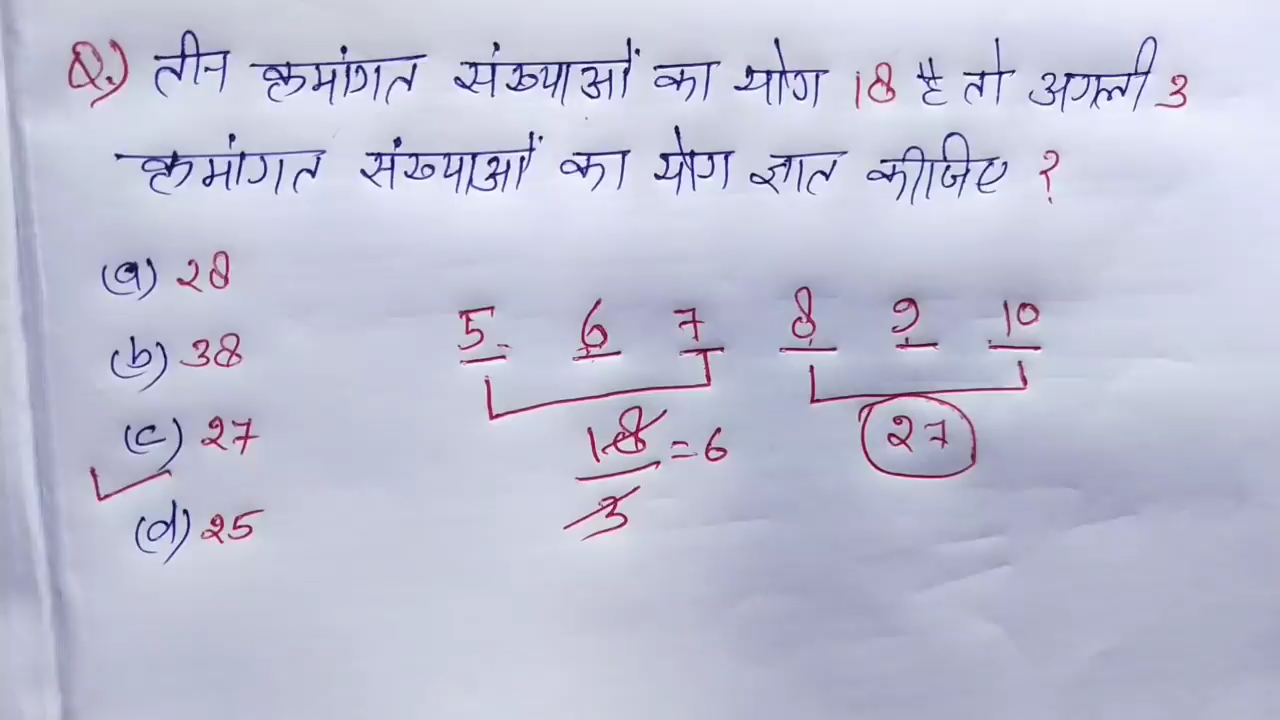 Q.) तीन क्रमांगत संख्याओं का योग 18 है तो अगली 3
क्रमांगत संख्याओं का योग ज्ञात कीजिए ?
(a) 28
(b) 38
(c) 27
(d) 25
5 6 7 8 9 10
18/3 = 6
27